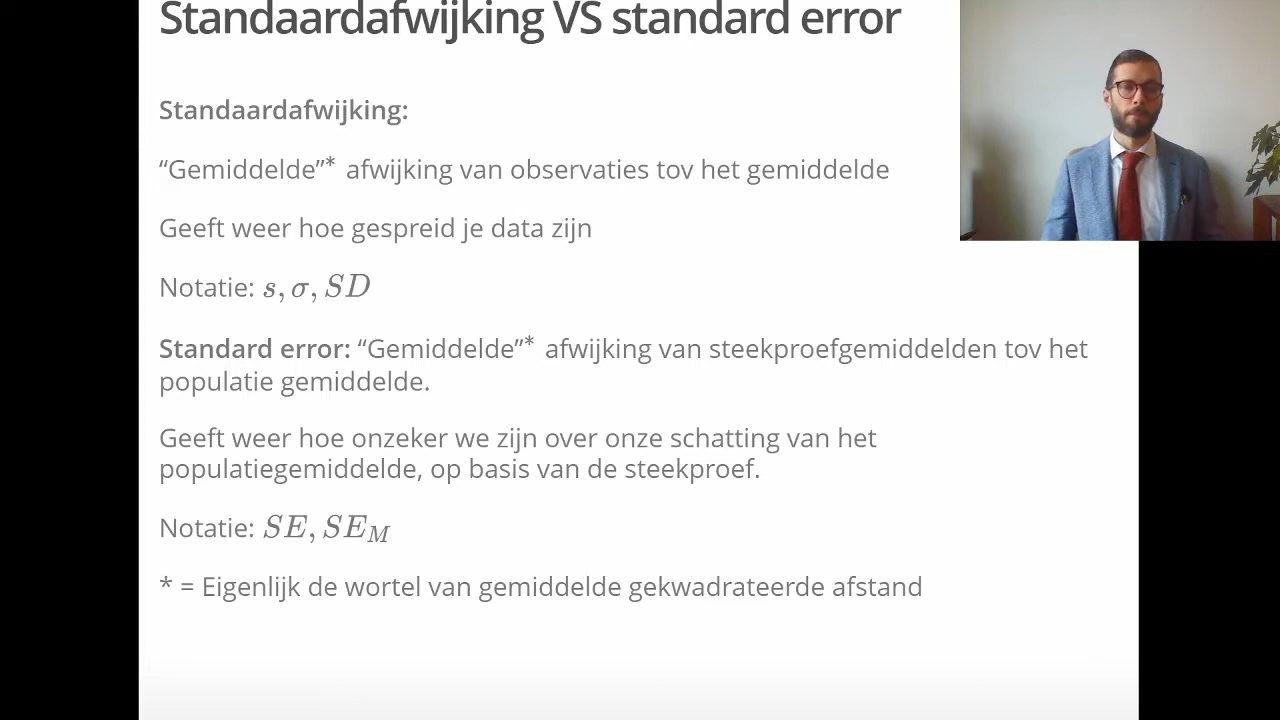 Standaardafwijking VS standard error
Standaardafwijking:
“Gemiddelde”* afwijking van observaties tov het gemiddelde
Geeft weer hoe gespreid je data zijn
Notatie: s, σ, SD
Standard error: “Gemiddelde”* afwijking van steekproefgemiddelden tov het
populatie gemiddelde.
Geeft weer hoe onzeker we zijn over onze schatting van het
populatiegemiddelde, op basis van de steekproef.
Notatie: SE, SE_M
* = Eigenlijk de wortel van gemiddelde gekwadrateerde afstand